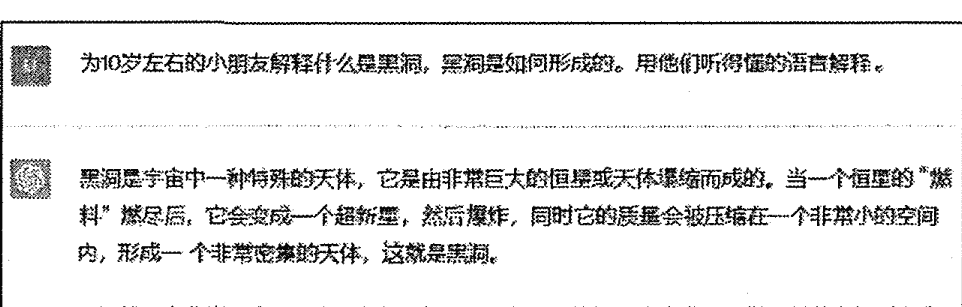 为10岁左右的小朋友解释什么是黑洞，黑洞是如何形成的。用他们听得懂的语言解释。
黑洞是宇宙中一种特殊的天体，它是由非常巨大的恒星或天体爆缩而成的。当一个恒星的“燃
料”燃尽后，它会变成一个超新星，然后爆炸，同时它的质量会被压缩在一个非常小的空间
内，形成一 个非常密集的天体，这就是黑洞。